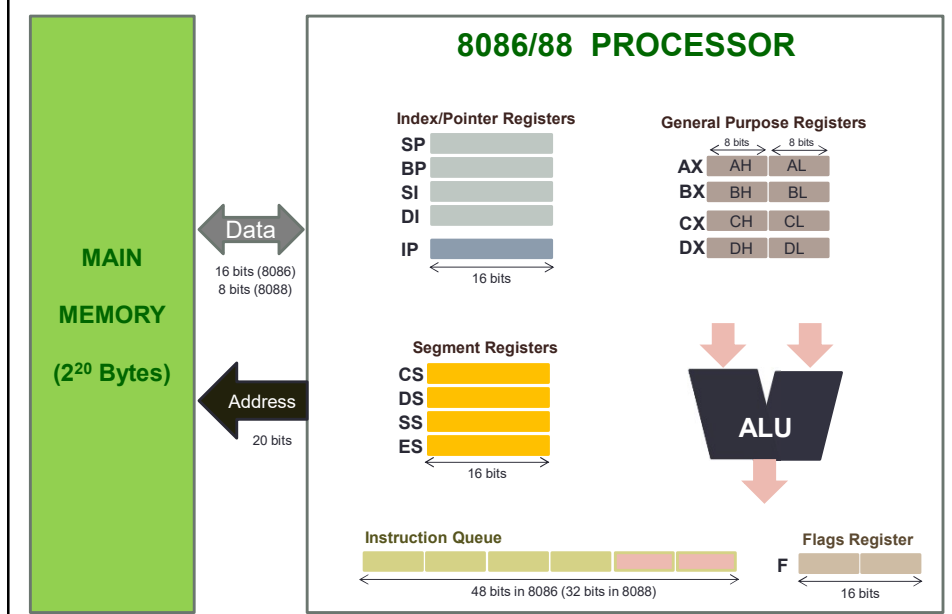 8086/88 PROCESSOR
Index/Pointer Registers
SP
BP
SI
DI
IP
16 bits
General Purpose Registers
8 bits 8 bits
AX AH AL
BX BH BL
CX CH CL
DX DH DL
Data
16 bits (8086)
8 bits (8088)
MAIN
MEMORY
(2²⁰ Bytes)
Address
20 bits
Segment Registers
CS
DS
SS
ES
16 bits
ALU
Instruction Queue
48 bits in 8086 (32 bits in 8088)
Flags Register
F
16 bits